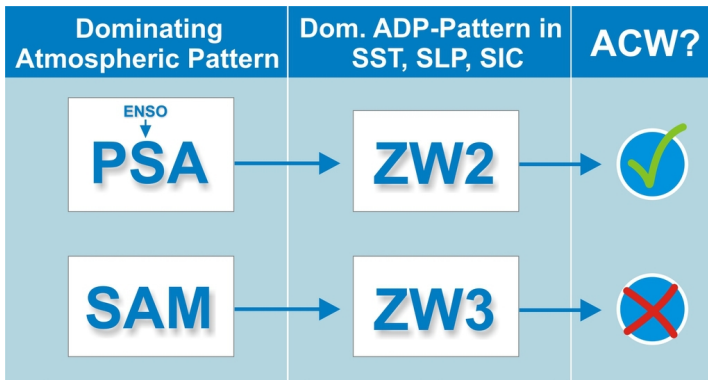 Dominating
Atmospheric Pattern
Dom. ADP-Pattern in
SST, SLP, SIC
ACW?
ENSO
PSA
ZW2
SAM
ZW3